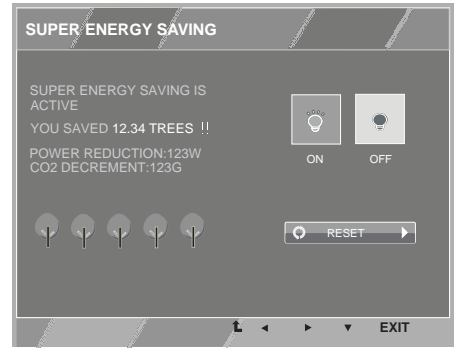 SUPER ENERGY SAVING
SUPER ENERGY SAVING IS
ACTIVE
YOU SAVED 12.34 TREES !!
POWER REDUCTION:123W
CO2 DECREMENT:123G
ON
OFF
RESET
EXIT